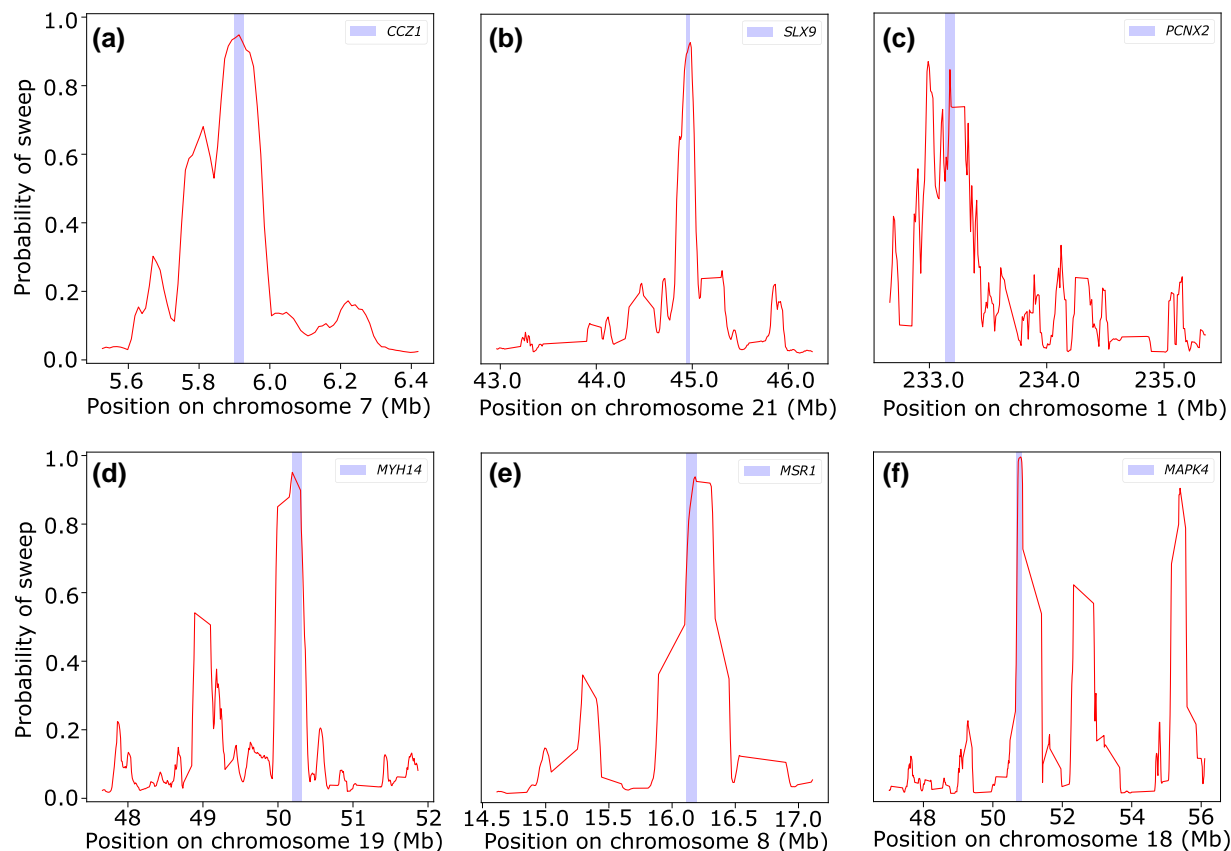 (a)
CCZ1
(b)
SLX9
(c)
PCNX2
Probability of sweep
1.0
0.8
0.6
0.4
0.2
0.0
5.6 5.8 6.0 6.2 6.4
43.0 44.0 45.0 46.0
233.0 234.0 235.0
Position on chromosome 7 (Mb)
Position on chromosome 21 (Mb)
Position on chromosome 1 (Mb)
(d)
MYH14
(e)
MSR1
(f)
MAPK4
Probability of sweep
1.0
0.8
0.6
0.4
0.2
0.0
48 49 50 51 52
14.5 15.0 15.5 16.0 16.5 17.0
48 50 52 54 56
Position on chromosome 19 (Mb)
Position on chromosome 8 (Mb)
Position on chromosome 18 (Mb)